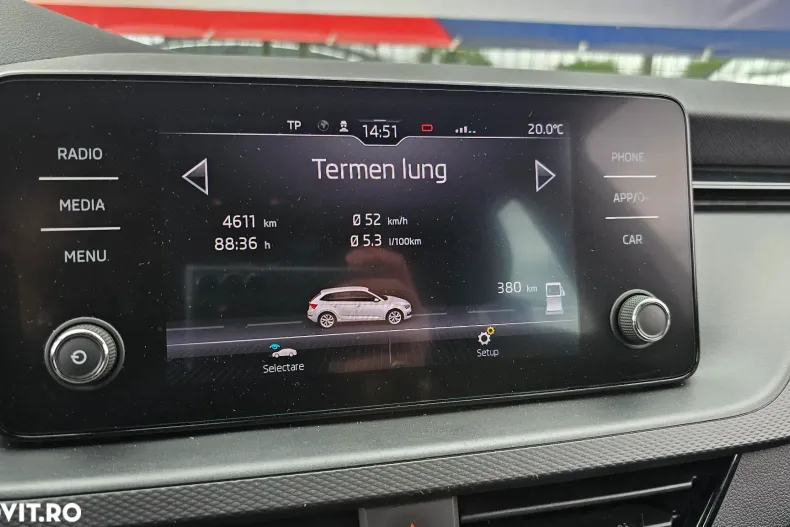 TP 14:51 20.0°C
RADIO
MEDIA
MENU
Termen lung
4611 km Ø 52 km/h
88:36 h Ø 5.3 l/100km
380 km
Selectare
Setup
PHONE
APP/
CAR
OVIT.RO